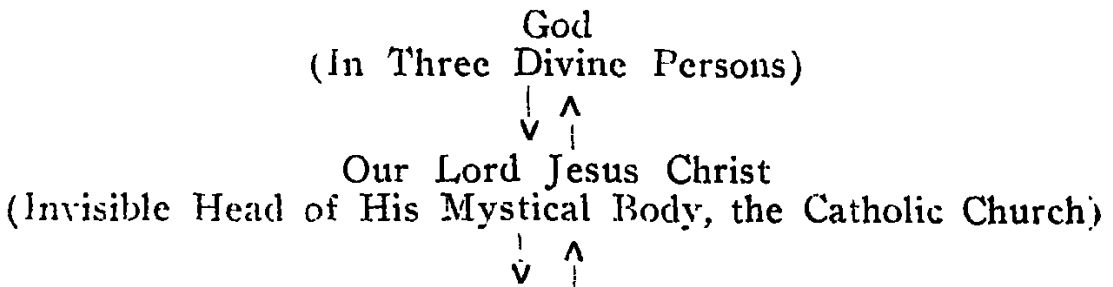 God
(In Three Divine Persons)
Our Lord Jesus Christ
(Invisible Head of His Mystical Body, the Catholic Church)